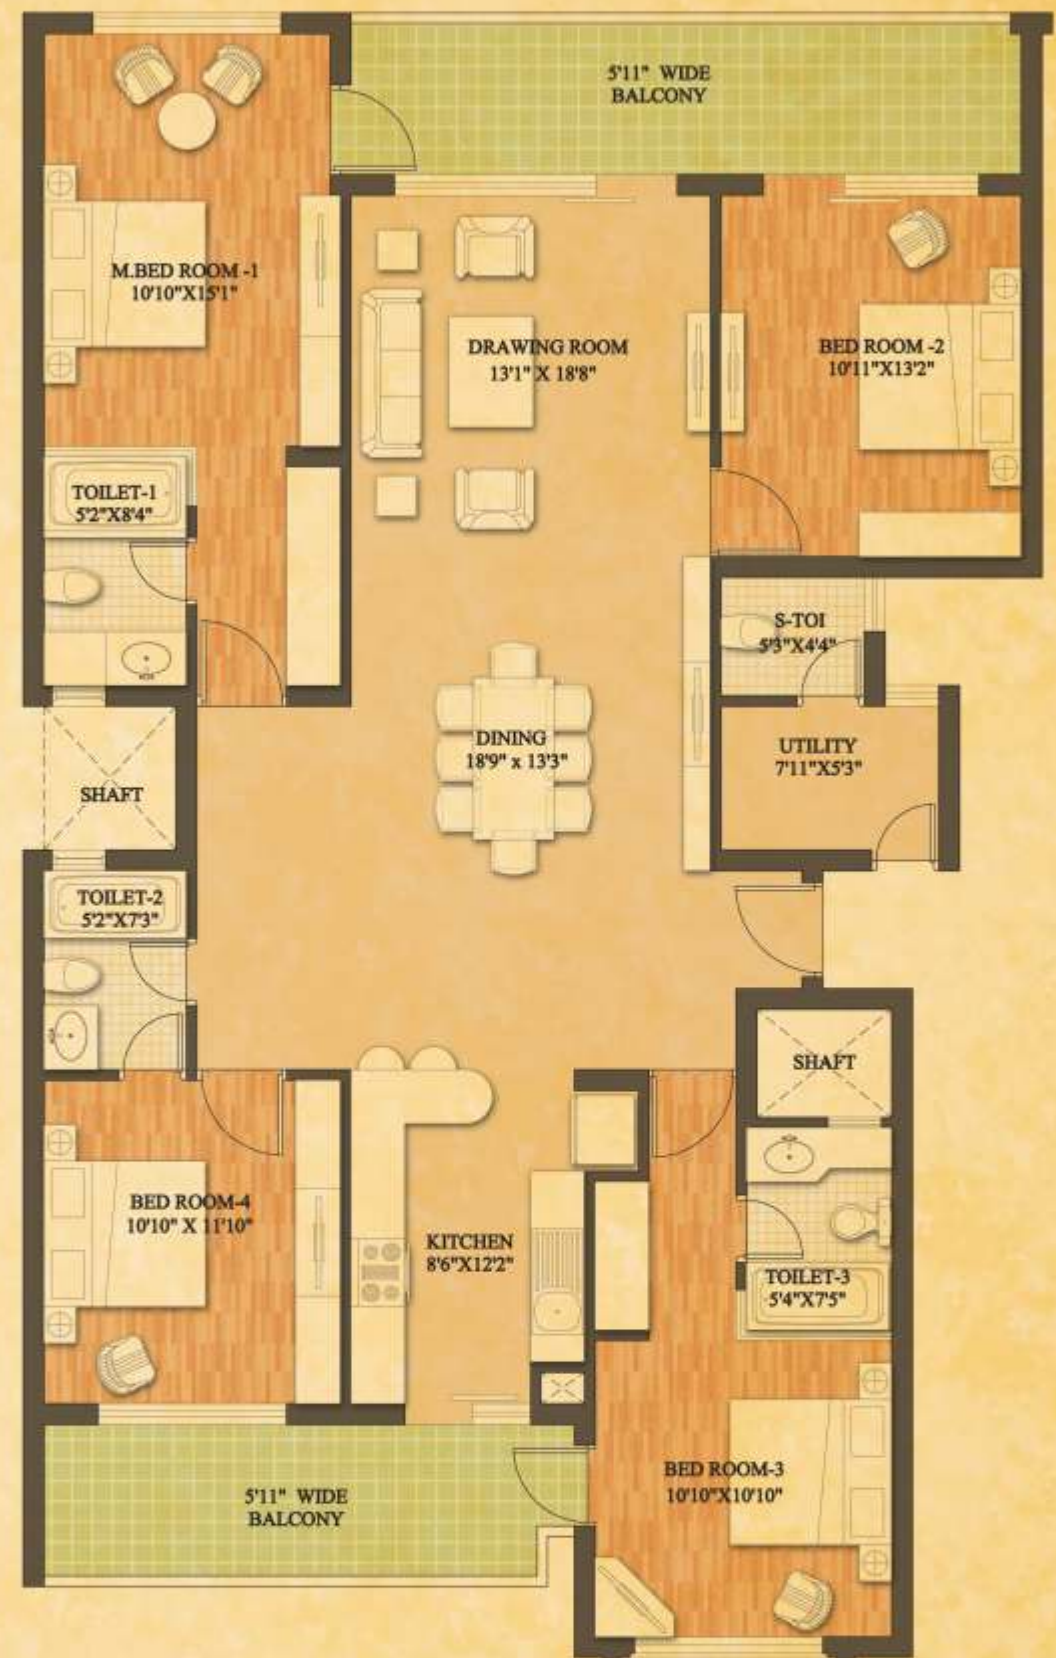 5'11" WIDE
BALCONY
M.BED ROOM -1
10'10"X15'1"
DRAWING ROOM
13'1" X 18'8"
BED ROOM -2
10'11"X13'2"
TOILET-1
5'2"X8'4"
S-TOI
5'3"X4'4"
DINING
18'9" x 13'3"
UTILITY
7'11"X5'3"
SHAFT
TOILET-2
5'2"X7'3"
SHAFT
BED ROOM-4
10'10" X 11'10"
KITCHEN
8'6"X12'2"
TOILET-3
5'4"X7'5"
BED ROOM-3
10'10"X10'10"
5'11" WIDE
BALCONY